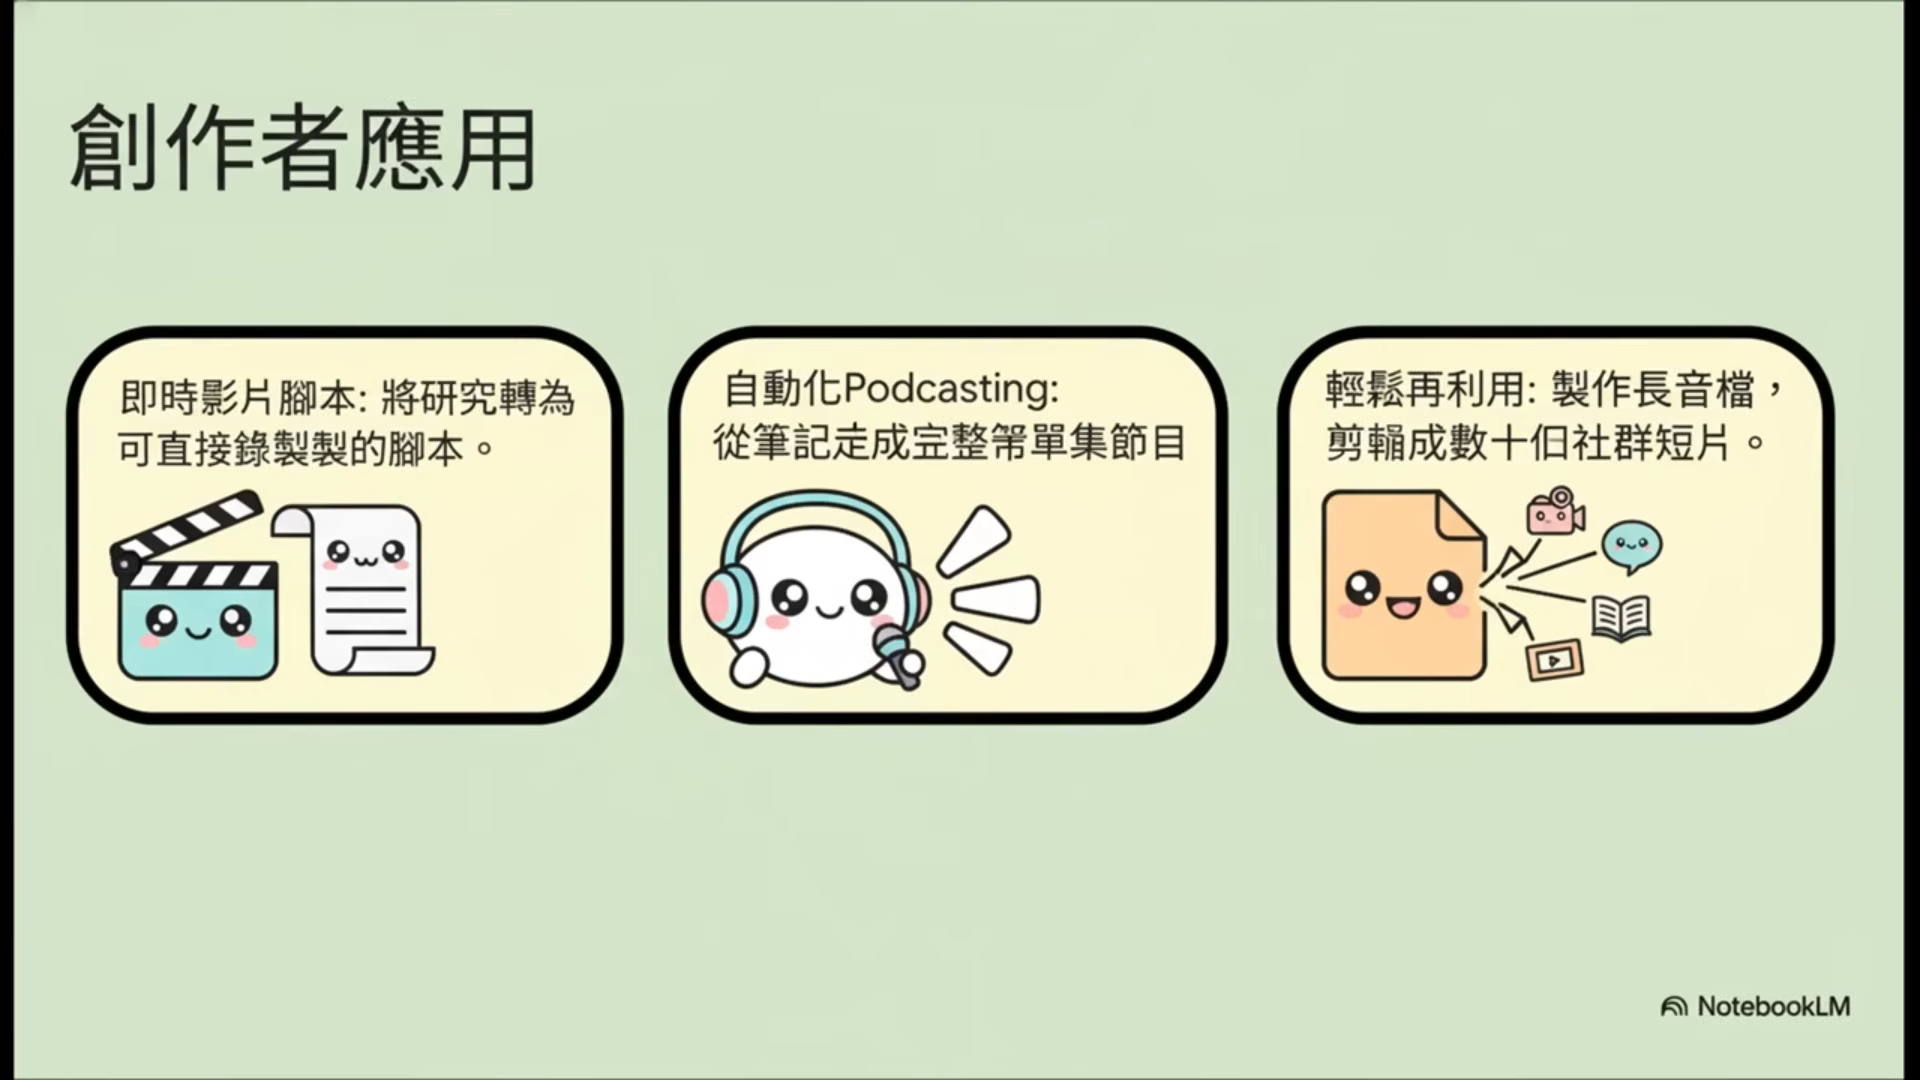 創作者應用
即時影片腳本: 將研究轉為
可直接錄製製的腳本。
自動化Podcasting:
從筆記走成完整單集節目
輕鬆再利用: 製作長音檔，
剪成數十社群短片。
NotebookLM